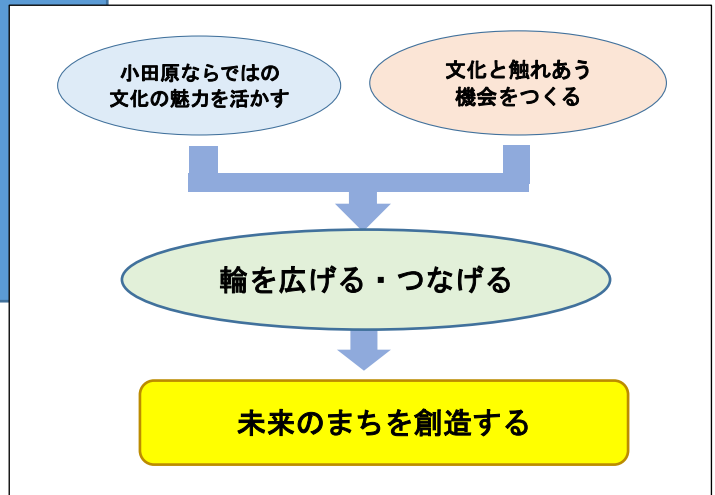 小田原ならではの
文化の魅力を活かす
文化と触れあう
機会をつくる
輪を広げる・つなげる
未来のまちを創造する